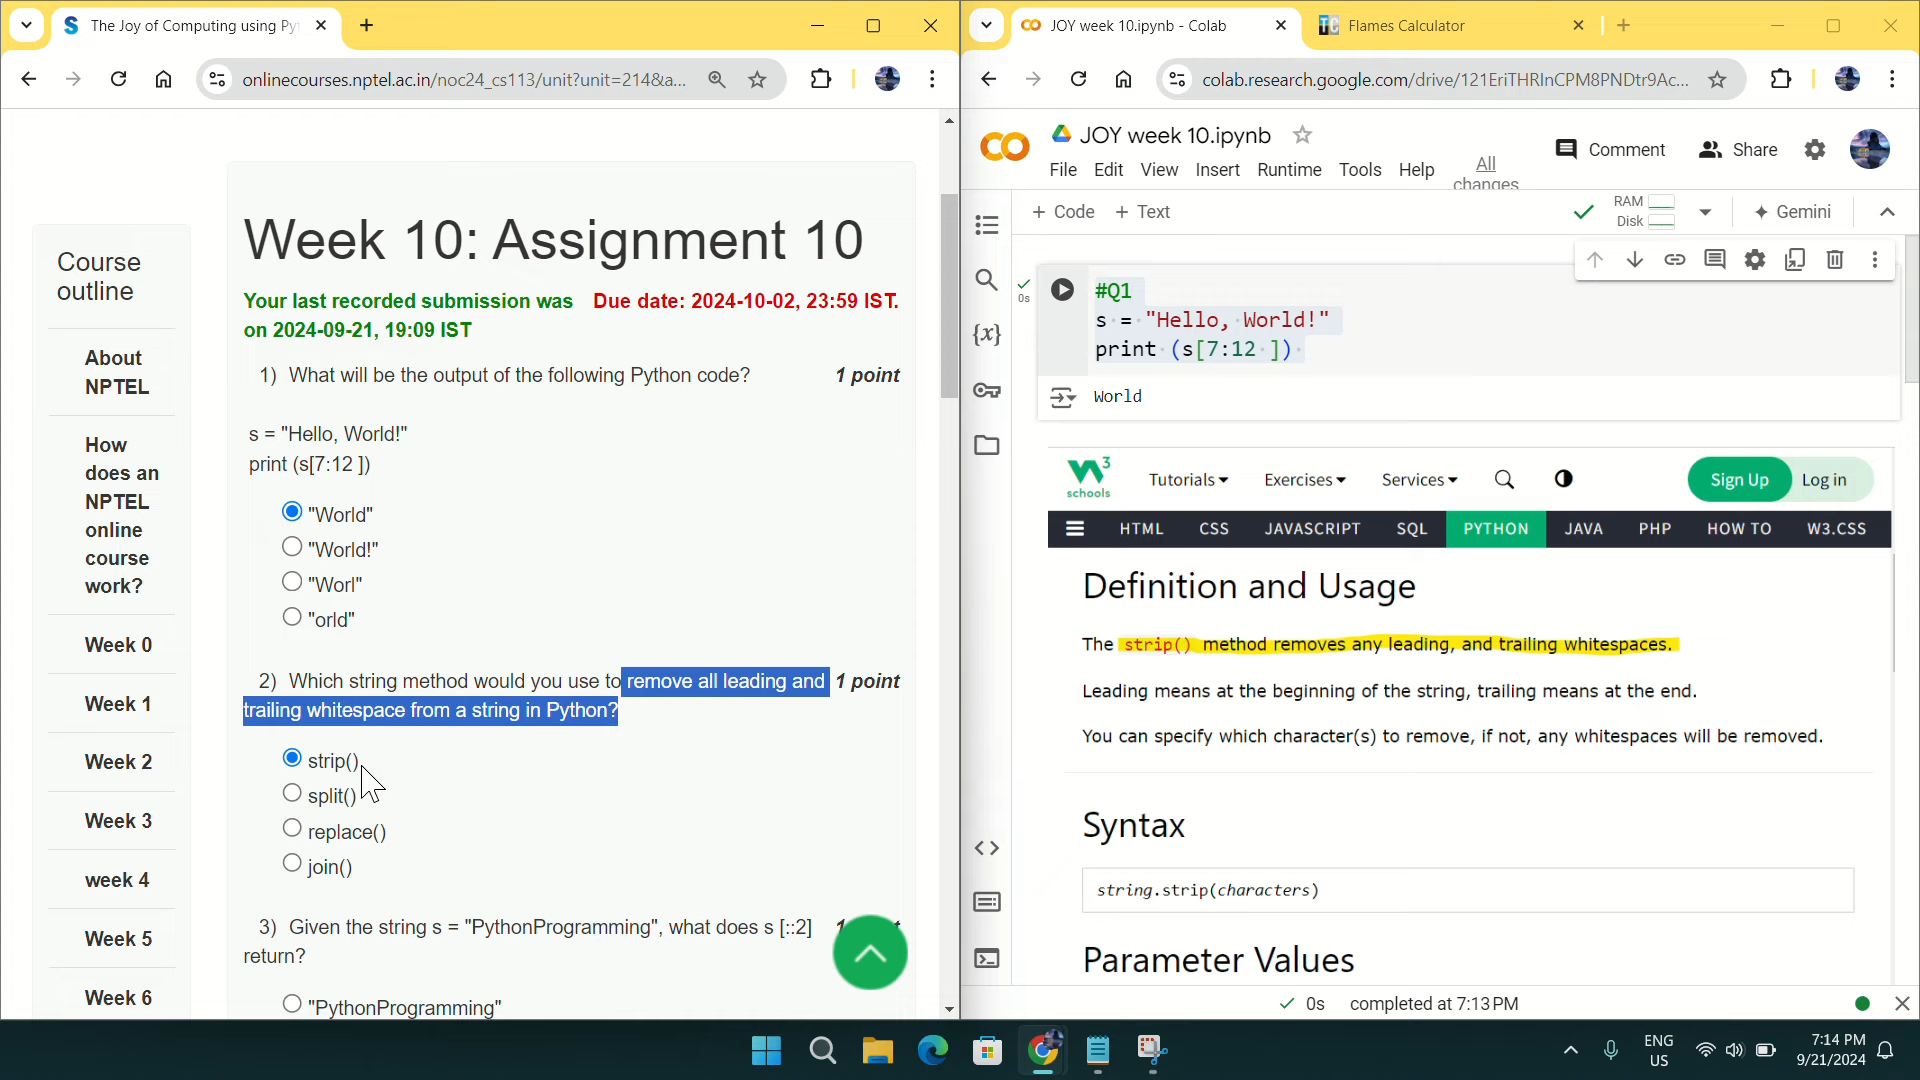 The Joy of Computing using Py
onlinecourses.nptel.ac.in/noc24_cs113/unit?unit=214&a...
Course
outline
About
NPTEL
How
does an
NPTEL
online
course
work?
Week 0
Week 1
Week 2
Week 3
week 4
Week 5
Week 6
Week 10: Assignment 10
Your last recorded submission was
on 2024-09-21, 19:09 IST
Due date: 2024-10-02, 23:59 IST.
1) What will be the output of the following Python code? 1 point
s = "Hello, World!"
print (s[7:12 ])
"World"
"World!"
"Worl"
"orld"
2) Which string method would you use to remove all leading and 1 point
trailing whitespace from a string in Python?
strip()
split()
replace()
join()
3) Given the string s = "PythonProgramming", what does s [::2]
return?
"PythonProgramming"
JOY week 10.ipynb - Colab
Flames Calculator
colab.research.google.com/drive/121EriTHRInCPM8PNDtr9Ac...
JOY week 10.ipynb
Comment
Share
File Edit View Insert Runtime Tools Help All changes
+ Code + Text
RAM
Disk
Gemini
0s
{x}
#Q1
s = "Hello, World!"
print (s[7:12 ])
World
W3 schools
Tutorials Exercises Services Sign Up Log in
HTML CSS JAVASCRIPT SQL PYTHON JAVA PHP HOW TO W3.CSS
Definition and Usage
The strip() method removes any leading, and trailing whitespaces.
Leading means at the beginning of the string, trailing means at the end.
You can specify which character(s) to remove, if not, any whitespaces will be removed.
Syntax
string.strip(characters)
Parameter Values
0s completed at 7:13 PM
ENG
US
7:14 PM
9/21/2024